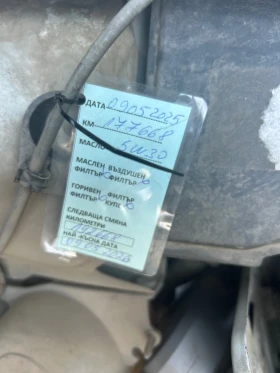 ДАТА 09.05.2025
КМ 177668
МАСЛО 5W30
МАСЛЕН ВЪЗДУШЕН
ФИЛТЪР ФИЛТЪР
ГОРИВЕН ФИЛТЪР
ФИЛТЪР КУПЕ
СЛЕДВАЩА СМЯНА
КИЛОМЕТРИ
НАЙ-КЪСНА ДАТА